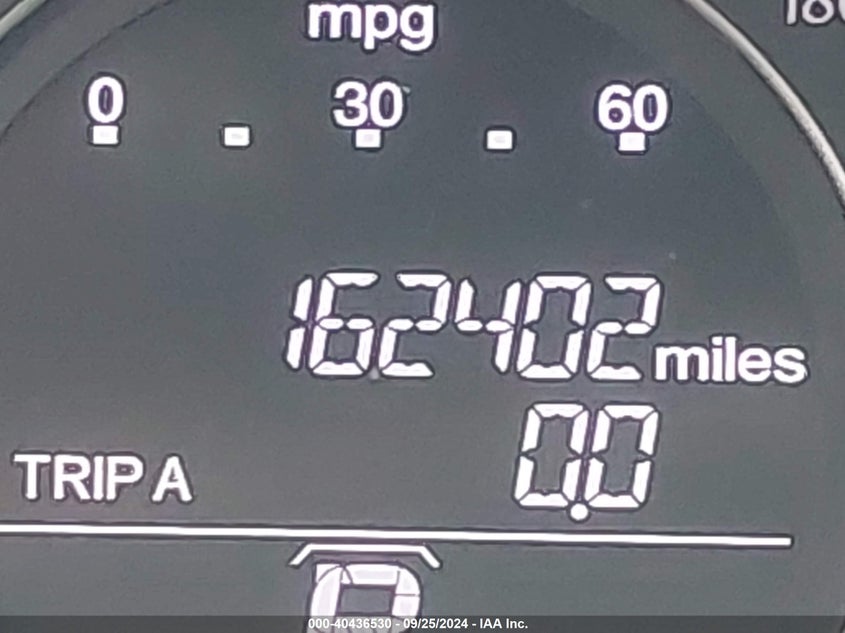 mpg
0 30 60
162402 miles
TRIP A 0.0
P
000-40436530 - 09/25/2024 - IAA Inc.